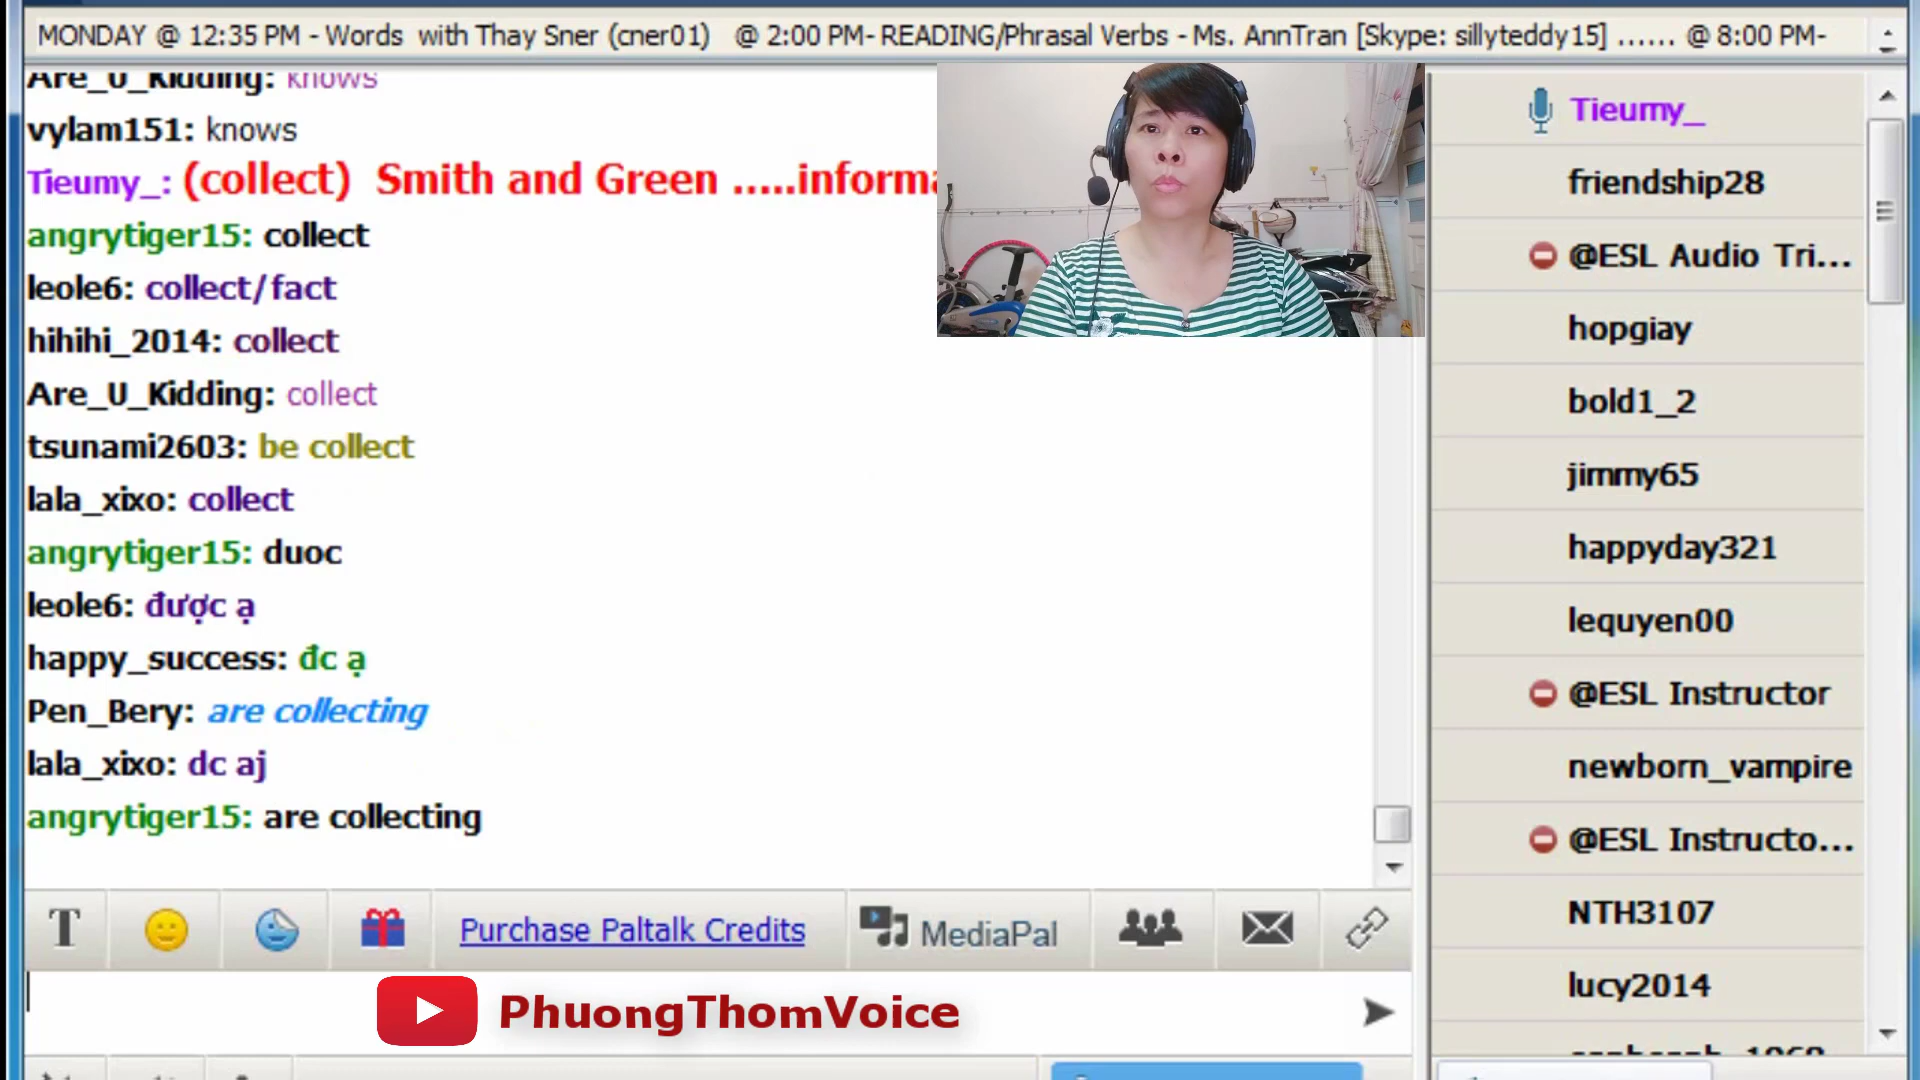 MONDAY @ 12:35 PM - Words with Thay Sner (cner01) @ 2:00 PM- READING/Phrasal Verbs - Ms. AnnTran [Skype: sillyteddy15] ...... @ 8:00 PM-
Are_U_Kidding: knows
vylam151: knows
Tieumy_: (collect) Smith and Green .....informa
angrytiger15: collect
leole6: collect/fact
hihihi_2014: collect
Are_U_Kidding: collect
tsunami2603: be collect
lala_xixo: collect
angrytiger15: duoc
leole6: được ạ
happy_success: đc ạ
Pen_Bery: are collecting
lala_xixo: dc aj
angrytiger15: are collecting
Purchase Paltalk Credits
MediaPal
PhuongThomVoice
Tieumy_
friendship28
@ESL Audio Tri...
hopgiay
bold1_2
jimmy65
happyday321
lequyen00
@ESL Instructor
newborn_vampire
@ESL Instructo...
NTH3107
lucy2014